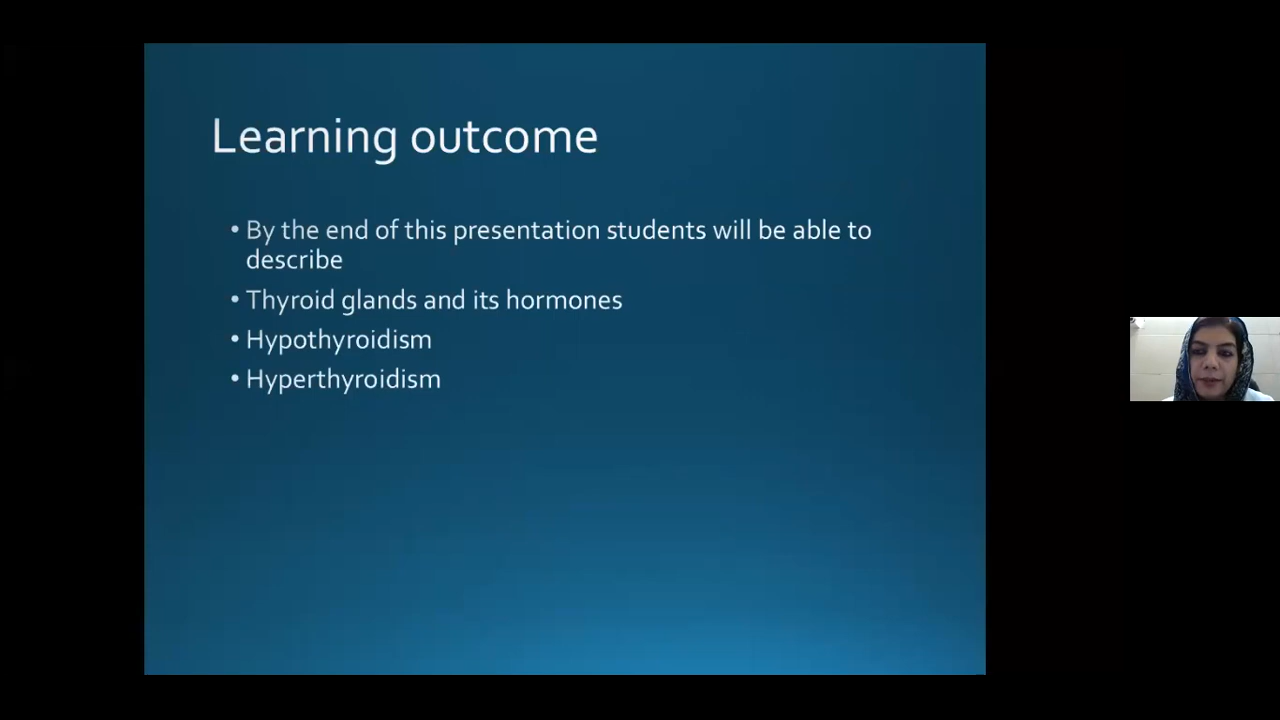 Learning outcome
• By the end of this presentation students will be able to
describe
• Thyroid glands and its hormones
• Hypothyroidism
• Hyperthyroidism